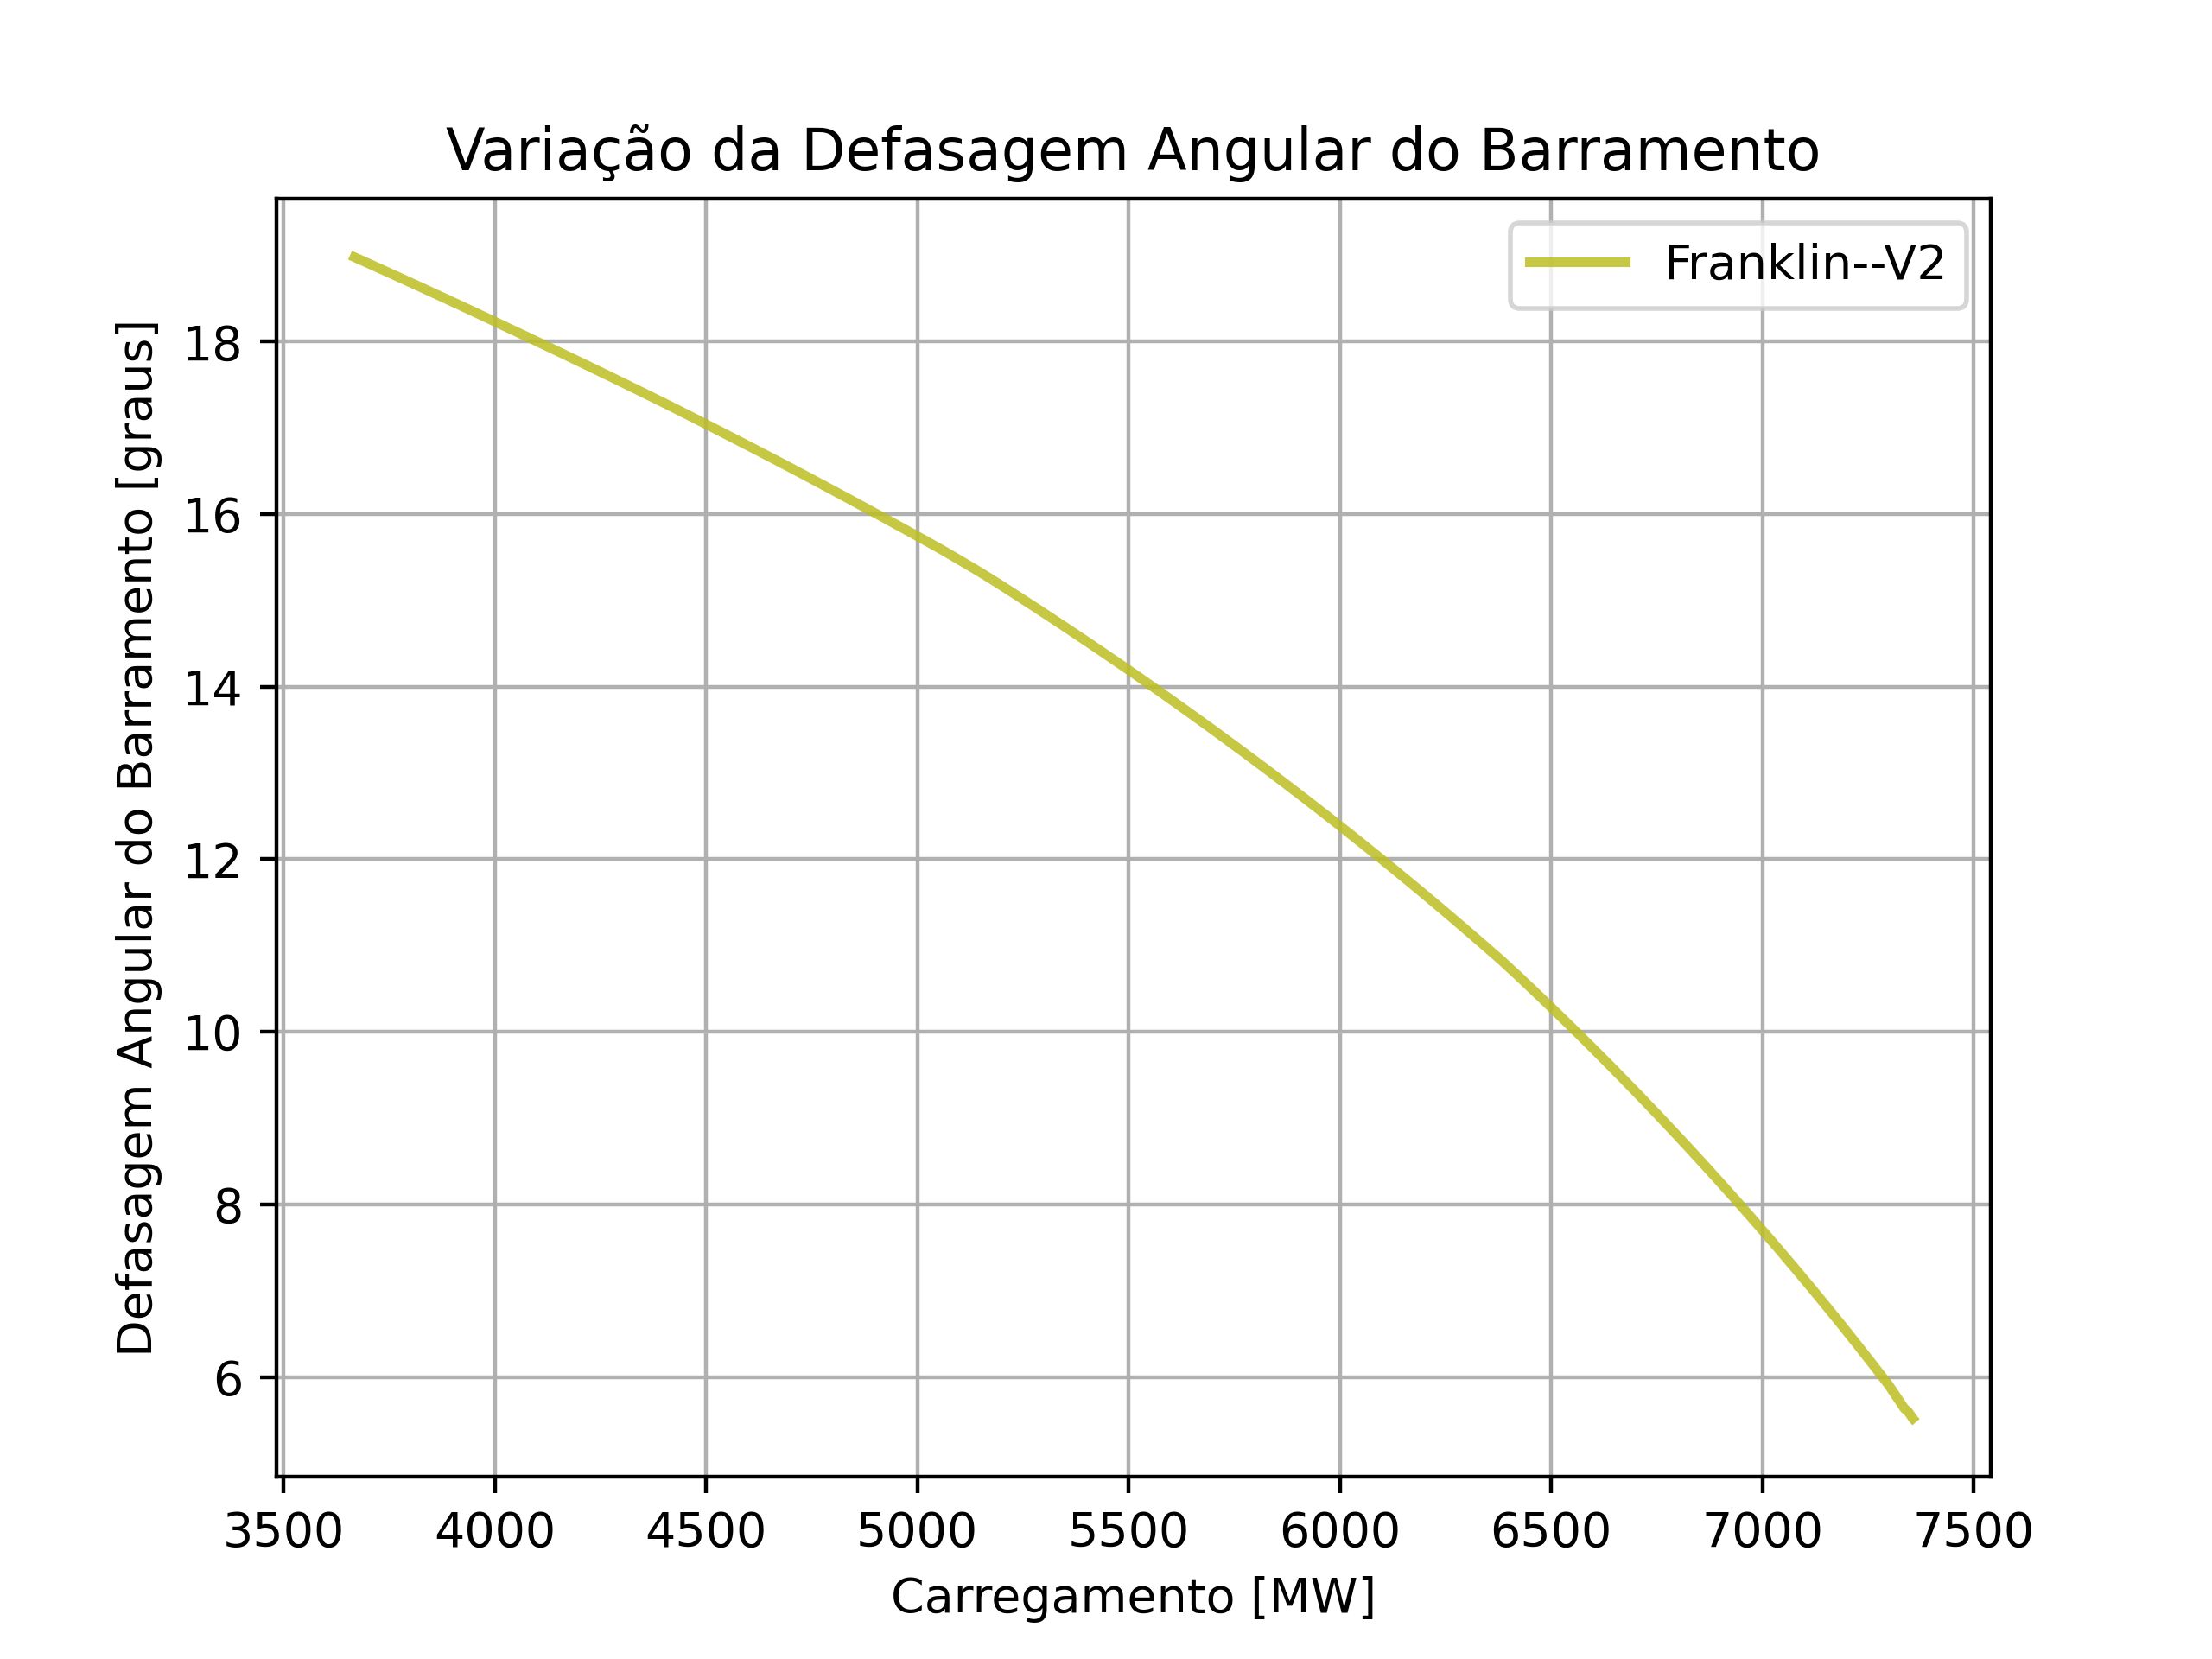 Variação da Defasagem Angular do Barramento
Franklin--V2
Defasagem Angular do Barramento [graus]
18
16
14
12
10
8
6
3500 4000 4500 5000 5500 6000 6500 7000 7500
Carregamento [MW]